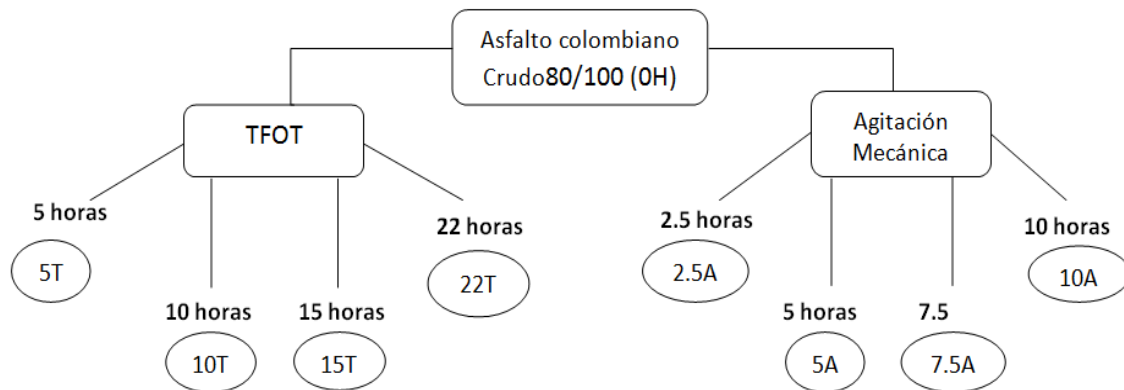 Asfalto colombiano
Crudo80/100 (0H)
TFOT
Agitación
Mecánica
5 horas
5T
10 horas
10T
15 horas
15T
22 horas
22T
2.5 horas
2.5A
5 horas
5A
7.5
7.5A
10 horas
10A